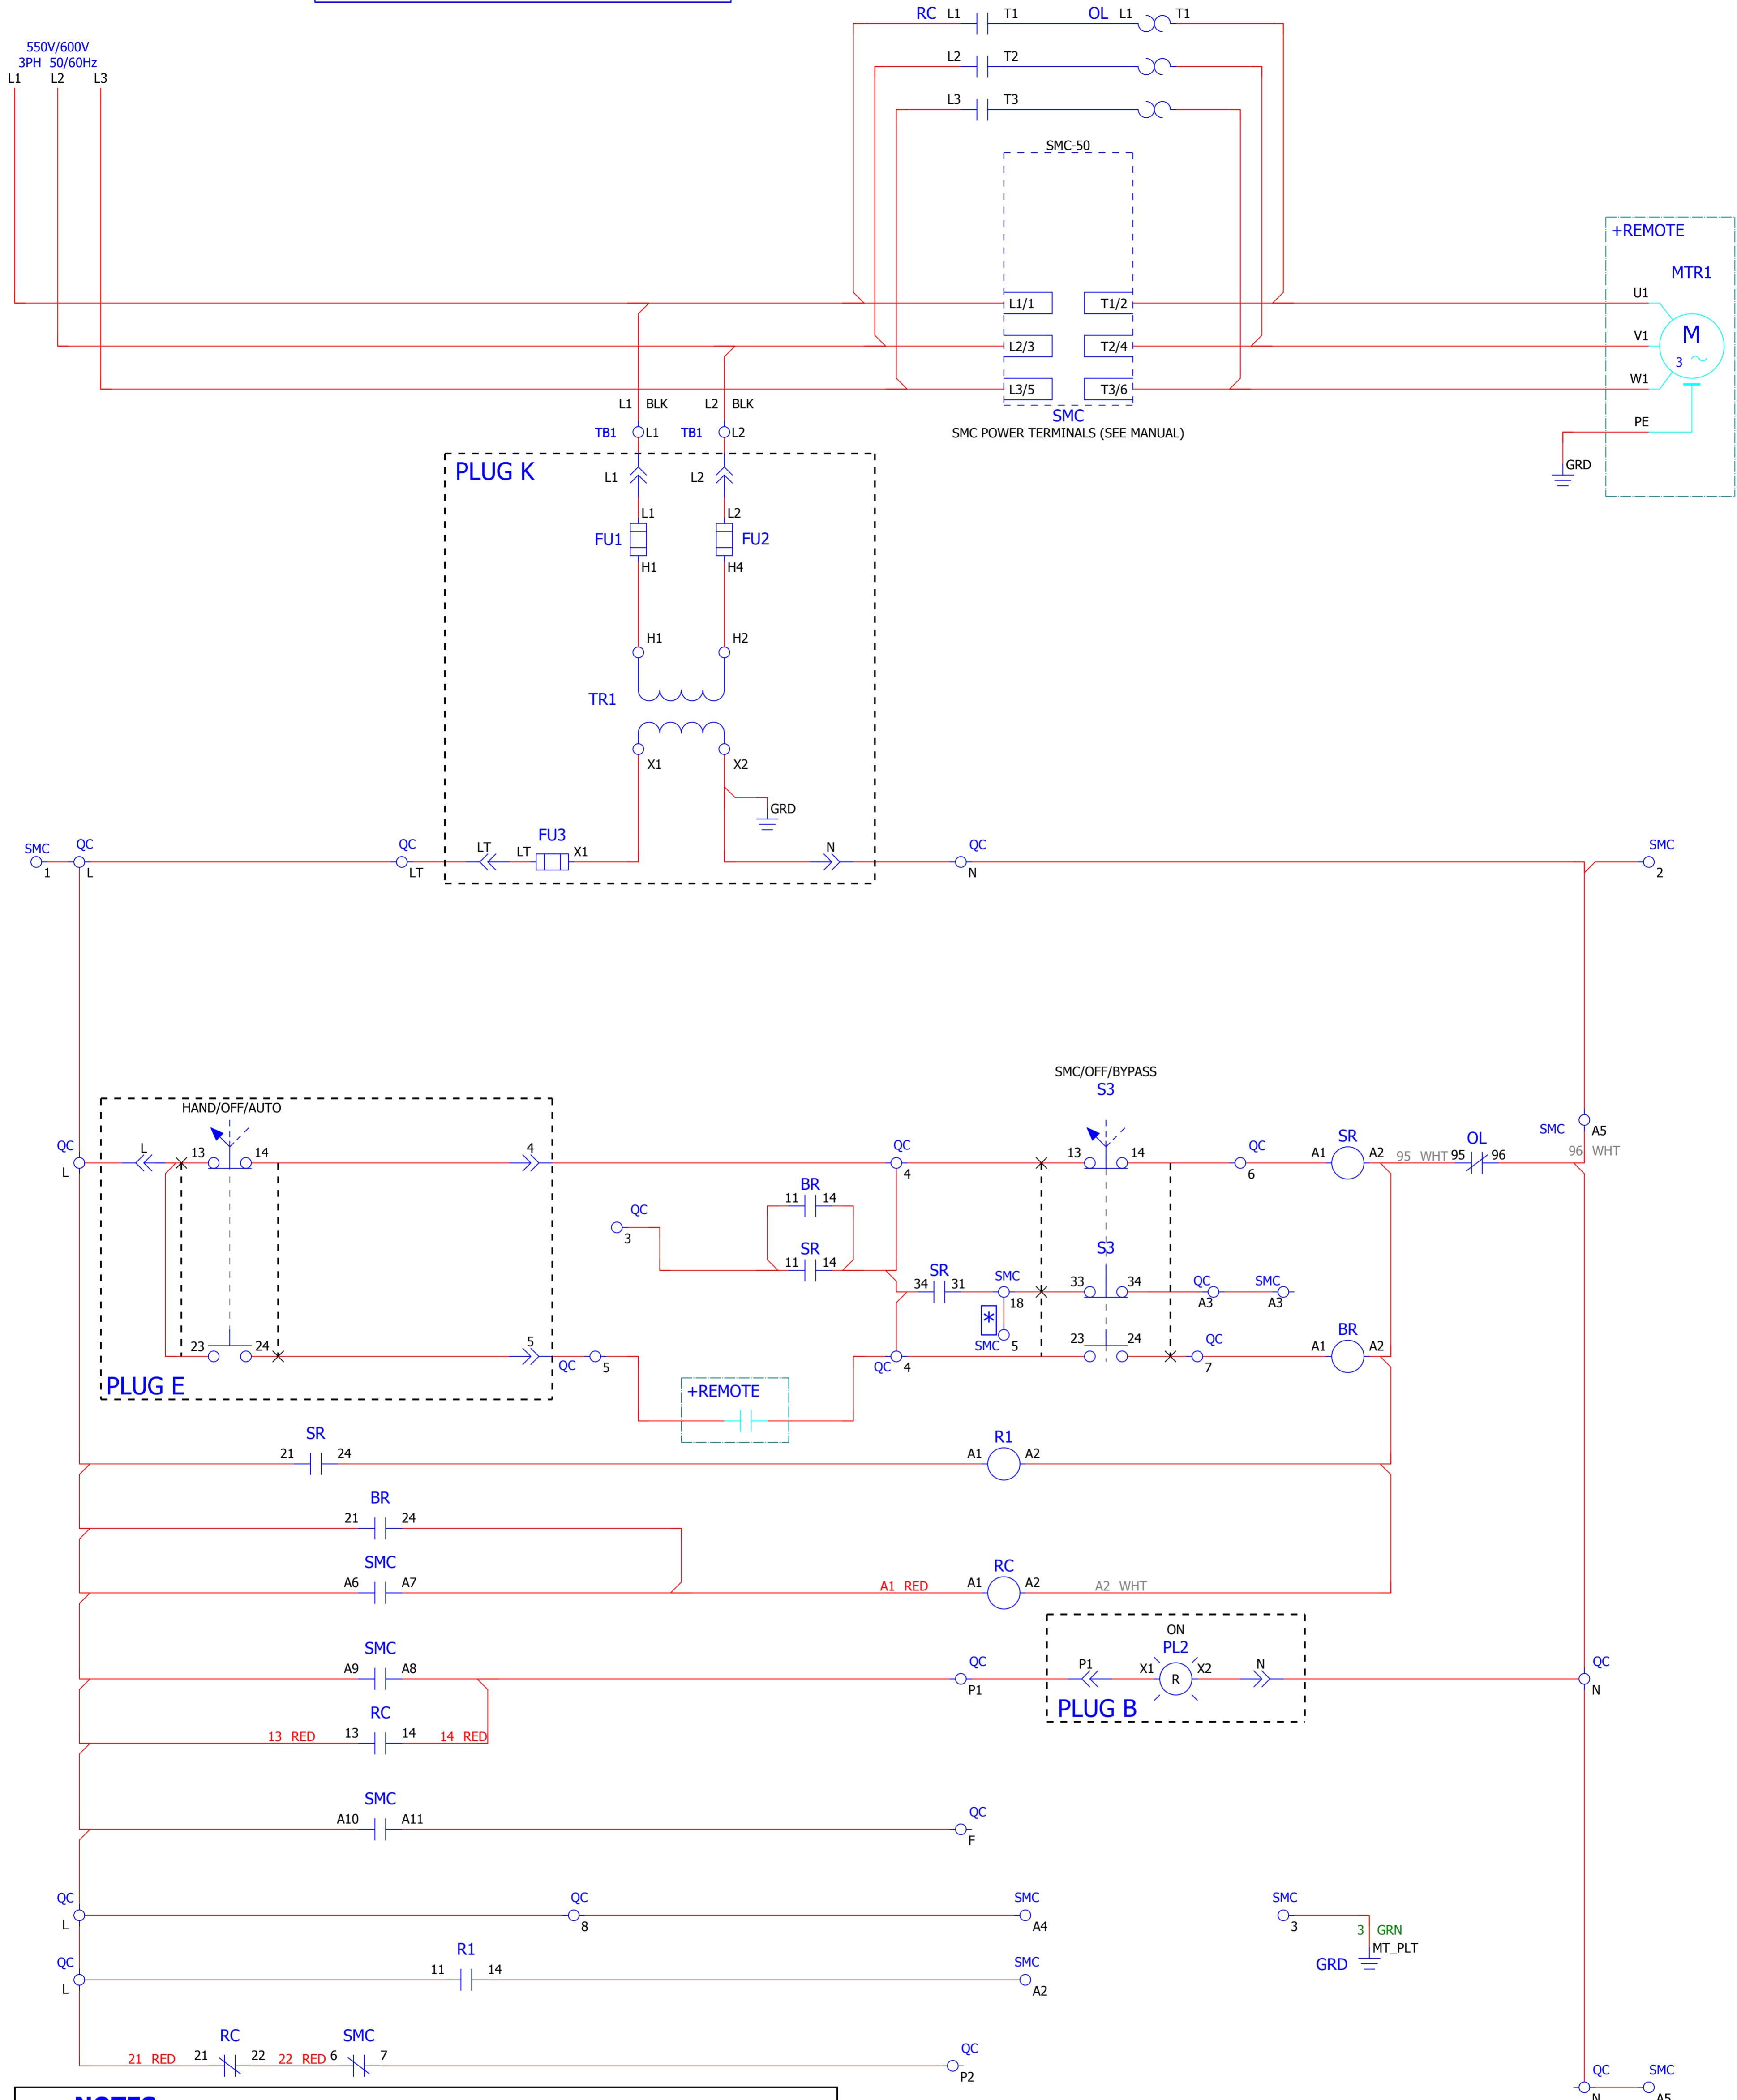 RC L1 T1 OL L1 T1
550V/600V
3PH 50/60Hz
L1 L2 L3
L2 T2
L3 T3
SMC-50
+REMOTE
MTR1
L1/1 T1/2 U1
L2/3 T2/4 V1
M
3
L3/5 T3/6 W1
L1 BLK L2 BLK
SMC
PE
TB1 L1 TB1 L2
SMC POWER TERMINALS (SEE MANUAL)
GRD
PLUG K
L1 L2
L1 L2
FU1 FU2
H1 H4
H1 H2
TR1
X1 X2
GRD
FU3
SMC QC QC LT LT X1 N QC SMC
1 L LT N 2
SMC/OFF/BYPASS
S3
HAND/OFF/AUTO
SMC A5
QC L 13 14 4 QC 13 14 QC SR A1 A2 95 WHT 95 OL 96 96 WHT
L 4 6
BR
11 14
QC
3
SR
11 14
S3
SR
34 31 SMC 33 34 QC SMC
18 A3 A3
*
SMC 5
BR
23 24 5 QC 5 QC 4 23 24 QC A1 A2
7
PLUG E
+REMOTE
SR
21 24
R1
A1 A2
BR
21 24
SMC
A6 A7
RC
A1 RED A1 A2 A2 WHT
ON
PL2
SMC
A9 A8
QC
P1
P1 X1 R X2 N
QC
N
PLUG B
RC
13 RED 13 14 14 RED
SMC
A10 A11
QC
F
QC QC SMC SMC
L 8 A4 3
3 GRN
MT_PLT
GRD
QC R1 SMC
L 11 14 A2
RC SMC
21 RED 21 22 22 RED 6 7
QC
P2
QC SMC
N A5
NOTES